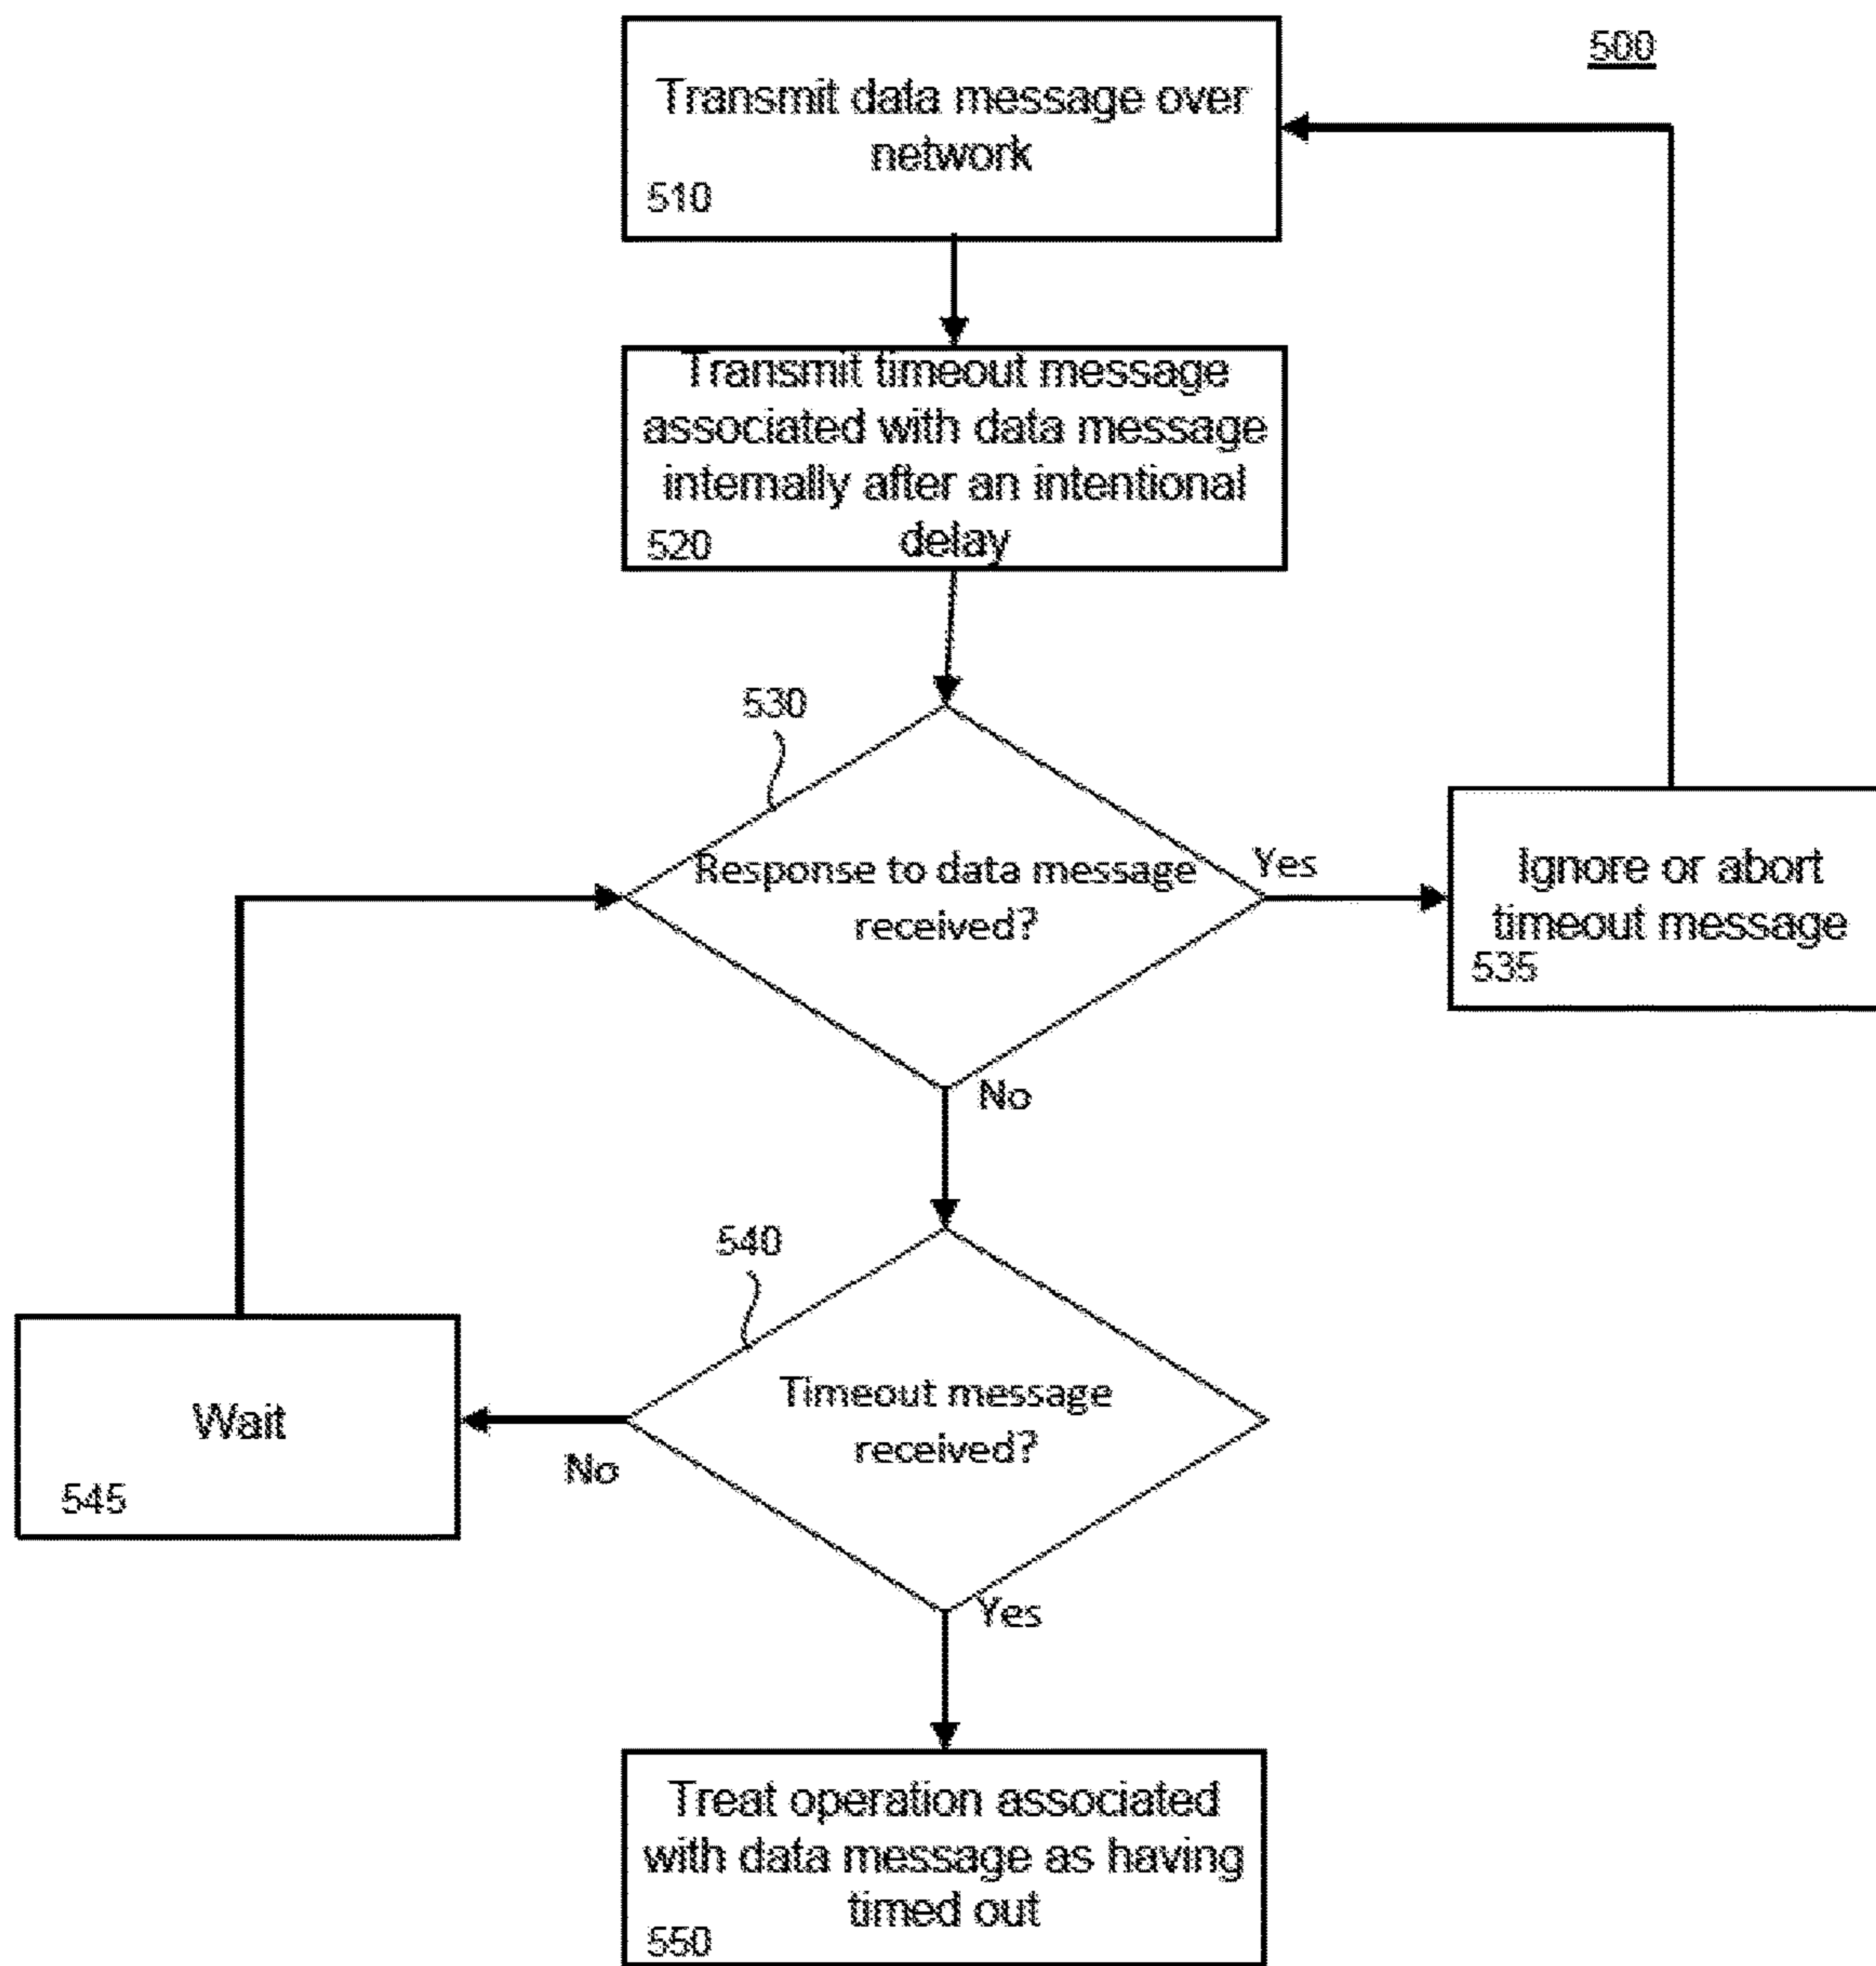 500
Transmit data message over
network
510
Transmit timeout message
associated with data message
internally after an intentional
delay
520
530
Response to data message
received?
Yes
No
Ignore or abort
timeout message
535
540
Timeout message
received?
No
Yes
Wait
545
Treat operation associated
with data message as having
timed out
550